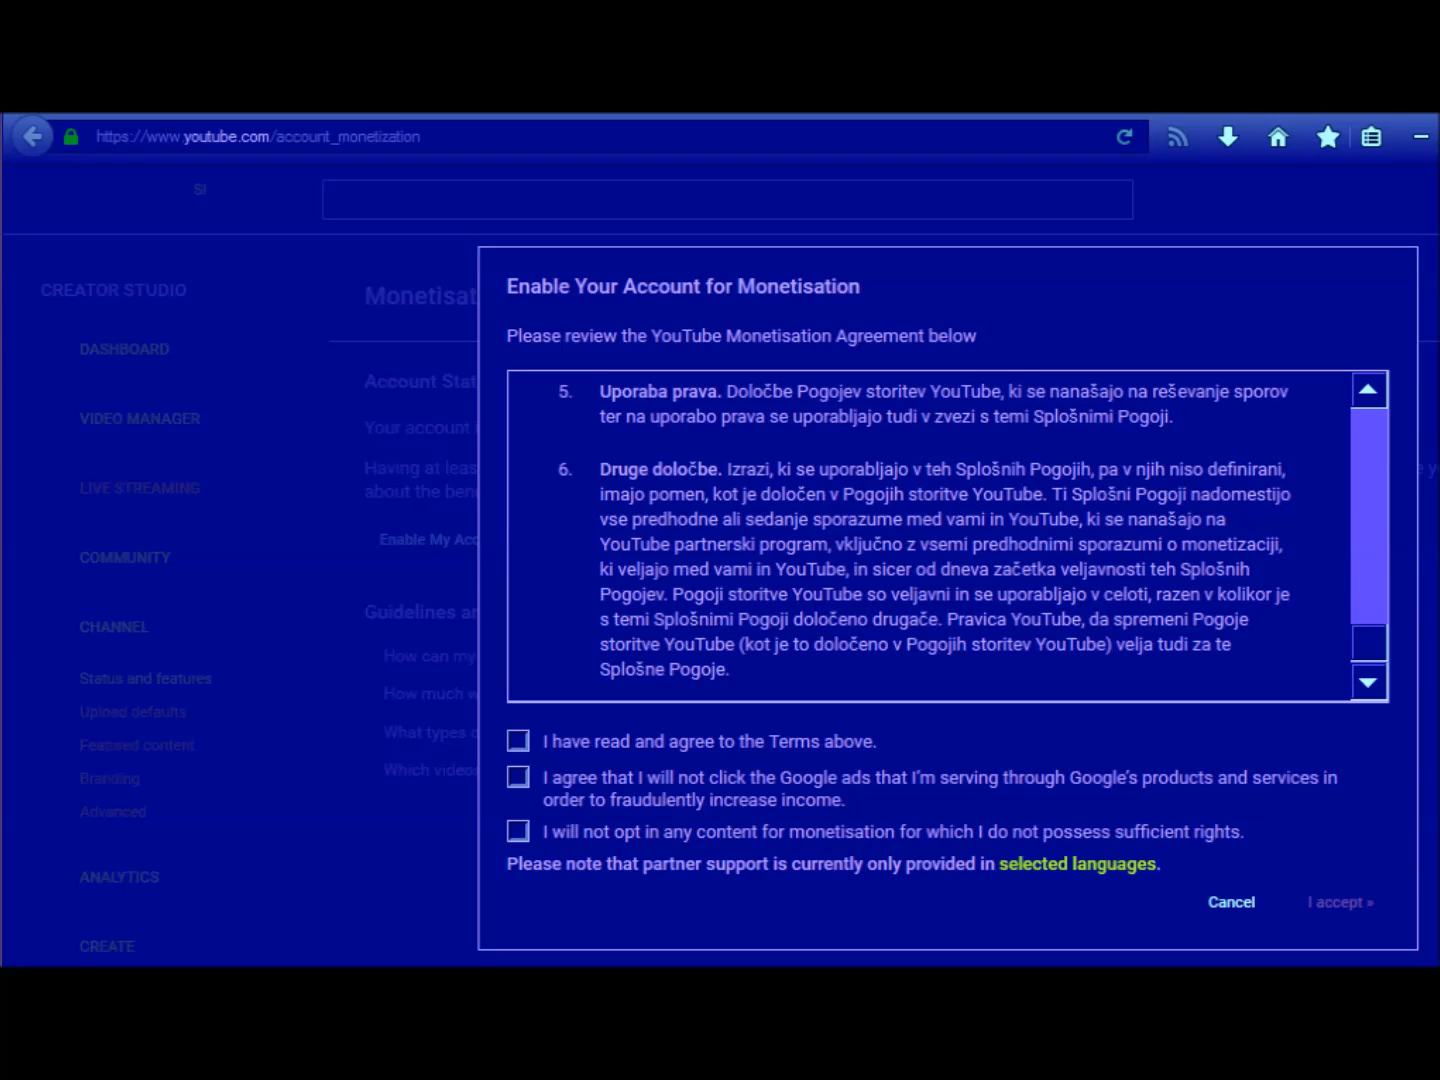 https://www.youtube.com/account_monetization
SI
CREATOR STUDIO
DASHBOARD
VIDEO MANAGER
LIVE STREAMING
COMMUNITY
CHANNEL
Status and features
Upload defaults
Featured content
Branding
Advanced
ANALYTICS
CREATE
Monetisat
Account Stat
Your account
Having at leas
about the ben
Enable My Acc
Guidelines an
How can my
How much w
What types o
Which videos
Enable Your Account for Monetisation
Please review the YouTube Monetisation Agreement below
5. Uporaba prava. Določbe Pogojev storitev YouTube, ki se nanašajo na reševanje sporov
ter na uporabo prava se uporabljajo tudi v zvezi s temi Splošnimi Pogoji.
6. Druge določbe. Izrazi, ki se uporabljajo v teh Splošnih Pogojih, pa v njih niso definirani,
imajo pomen, kot je določen v Pogojih storitve YouTube. Ti Splošni Pogoji nadomestijo
vse predhodne ali sedanje sporazume med vami in YouTube, ki se nanašajo na
YouTube partnerski program, vključno z vsemi predhodnimi sporazumi o monetizaciji,
ki veljajo med vami in YouTube, in sicer od dneva začetka veljavnosti teh Splošnih
Pogojev. Pogoji storitve YouTube so veljavni in se uporabljajo v celoti, razen v kolikor je
s temi Splošnimi Pogoji določeno drugače. Pravica YouTube, da spremeni Pogoje
storitve YouTube (kot je to določeno v Pogojih storitev YouTube) velja tudi za te
Splošne Pogoje.
I have read and agree to the Terms above.
I agree that I will not click the Google ads that I'm serving through Google's products and services in
order to fraudulently increase income.
I will not opt in any content for monetisation for which I do not possess sufficient rights.
Please note that partner support is currently only provided in selected languages.
Cancel
I accept »